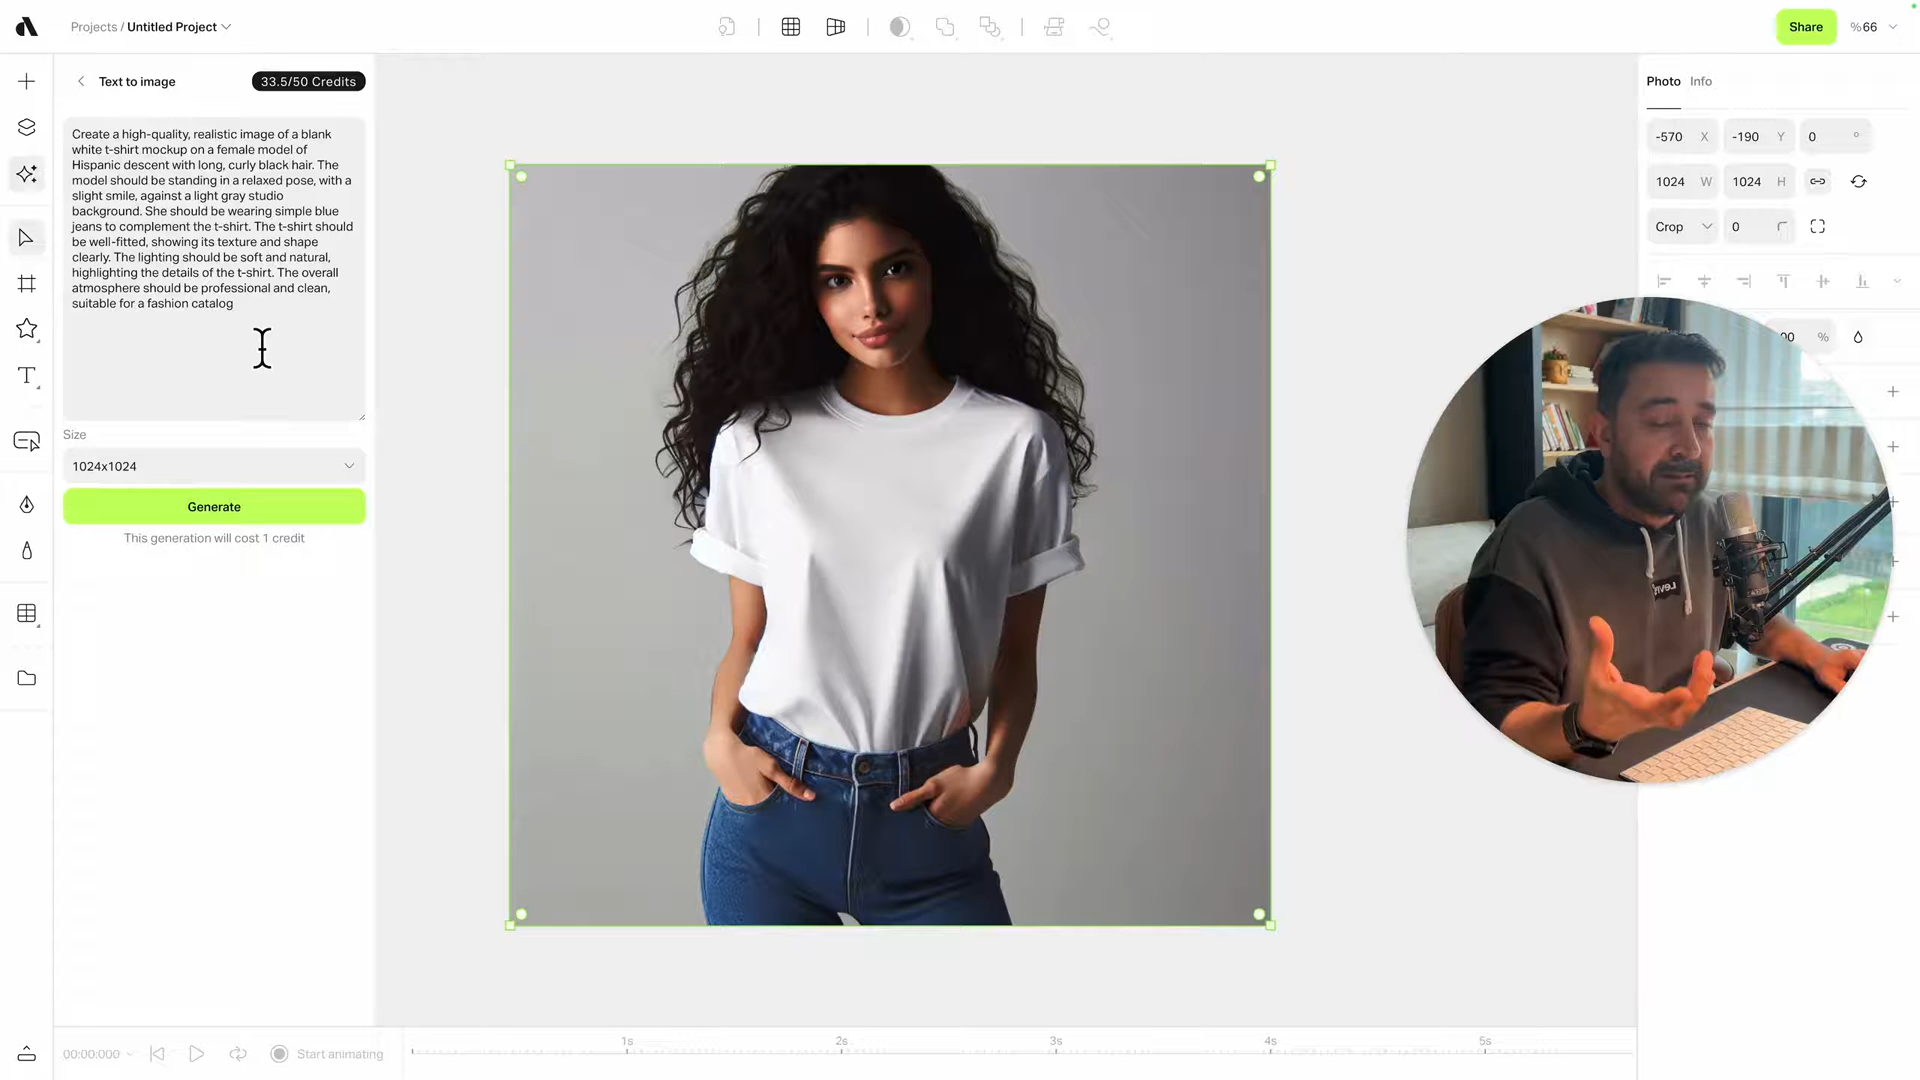 Projects / Untitled Project
Share
%66
Text to image
33.5/50 Credits
Create a high-quality, realistic image of a blank
white t-shirt mockup on a female model of
Hispanic descent with long, curly black hair. The
model should be standing in a relaxed pose, with a
slight smile, against a light gray studio
background. She should be wearing simple blue
jeans to complement the t-shirt. The t-shirt should
be well-fitted, showing its texture and shape
clearly. The lighting should be soft and natural,
highlighting the details of the t-shirt. The overall
atmosphere should be professional and clean,
suitable for a fashion catalog
Size
1024x1024
Generate
This generation will cost 1 credit
Photo Info
-570 X -190 Y 0 °
1024 W 1024 H
Crop 0
%
00:00:000
Start animating
1s 2s 3s 4s 5s